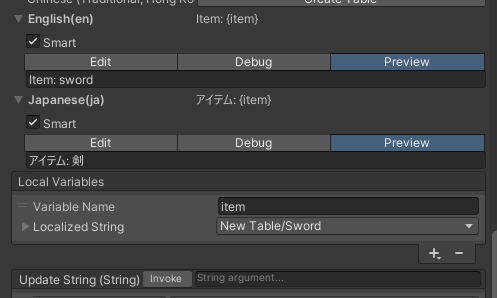 Chinese (Traditional, Hong Ko
Create Table
English(en) Item: {item}
Smart
Edit Debug Preview
Item: sword
Japanese(ja) アイテム: {item}
Smart
Edit Debug Preview
アイテム: 剣
Local Variables
Variable Name item
Localized String New Table/Sword
Update String (String) Invoke String argument...